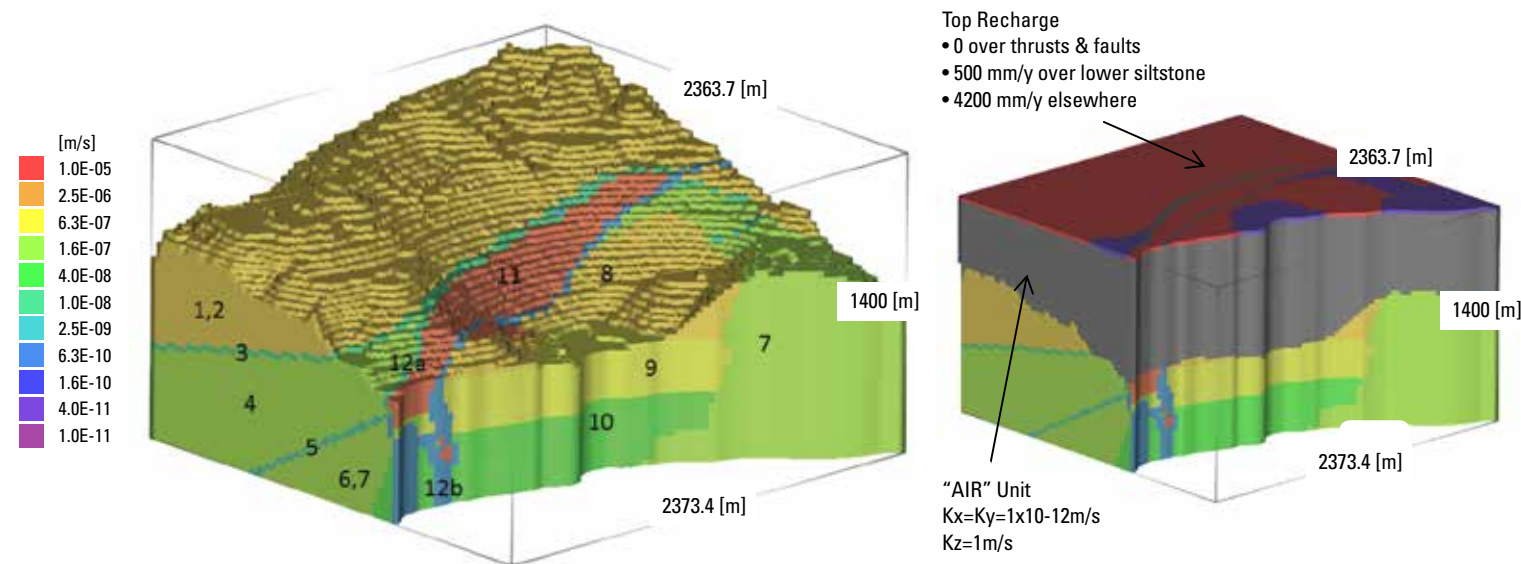 [m/s]
1.0E-05
2.5E-06
6.3E-07
1.6E-07
4.0E-08
1.0E-08
2.5E-09
6.3E-10
1.6E-10
4.0E-11
1.0E-11
2363.7 [m]
1400 [m]
2373.4 [m]
1,2
3
4
5
6,7
12a
12b
11
8
9
10
7
Top Recharge
• 0 over thrusts & faults
• 500 mm/y over lower siltstone
• 4200 mm/y elsewhere
2363.7 [m]
1400 [m]
2373.4 [m]
"AIR" Unit
Kx=Ky=1x10-12m/s
Kz=1m/s